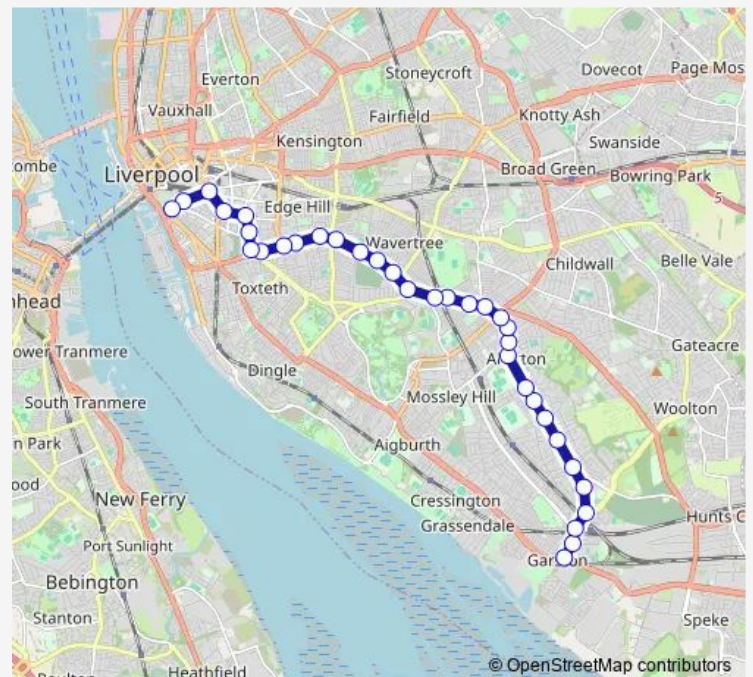 Stoneycroft
Dovecot
Page Mos
Everton
Vauxhall
Fairfield
Knotty Ash
Kensington
Swanside
ombe
Liverpool
Broad Green
Bowring Park
5
Edge Hill
Wavertree
Childwall
Belle Vale
nhead
Toxteth
ower Tranmere
Gateacre
Dingle
South Tranmere
Mossley Hill
Woolton
n Park
Aigburth
ood
New Ferry
Cressington
Grassendale
Hunts C
Port Sunlight
Bebington
Stanton
Speke
Heathfield
© OpenStreetMap contributors